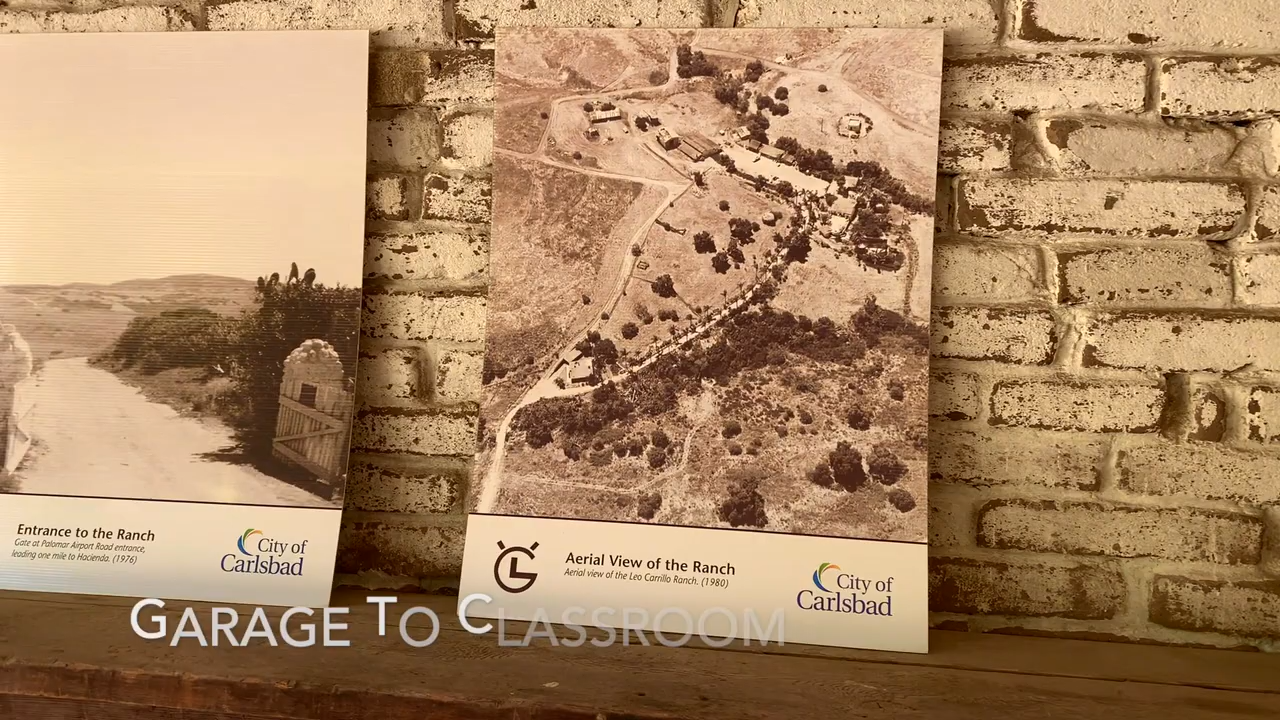 Entrance to the Ranch
Gate at Palomar Airport Road entrance,
leading one mile to Hacienda. (1976)
City of
Carlsbad
Aerial View of the Ranch
Aerial view of the Leo Carrillo Ranch. (1980)
City of
Carlsbad
GARAGE TO CLASSROOM